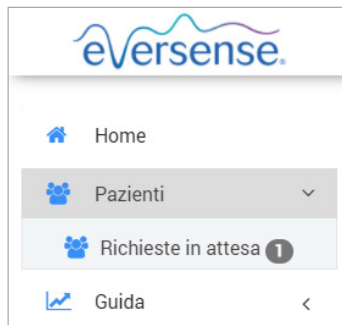 eversense.
Home
Pazienti
Richieste in attesa 1
Guida